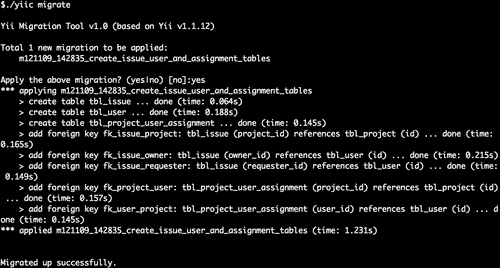 $./yiic migrate
Yii Migration Tool v1.0 (based on Yii v1.1.12)
Total 1 new migration to be applied:
    m121109_142835_create_issue_user_and_assignment_tables
Apply the above migration? (yes|no) [no]:yes
*** applying m121109_142835_create_issue_user_and_assignment_tables
    > create table tbl_issue ... done (time: 0.064s)
    > create table tbl_user ... done (time: 0.188s)
    > create table tbl_project_user_assignment ... done (time: 0.145s)
    > add foreign key fk_issue_project: tbl_issue (project_id) references tbl_project (id) ... done (time:
0.165s)
    > add foreign key fk_issue_owner: tbl_issue (owner_id) references tbl_user (id) ... done (time: 0.215s)
    > add foreign key fk_issue_requester: tbl_issue (requester_id) references tbl_user (id) ... done (time:
0.149s)
    > add foreign key fk_project_user: tbl_project_user_assignment (project_id) references tbl_project (id)
... done (time: 0.157s)
    > add foreign key fk_user_project: tbl_project_user_assignment (user_id) references tbl_user (id) ... d
one (time: 0.145s)
*** applied m121109_142835_create_issue_user_and_assignment_tables (time: 1.231s)
Migrated up successfully.